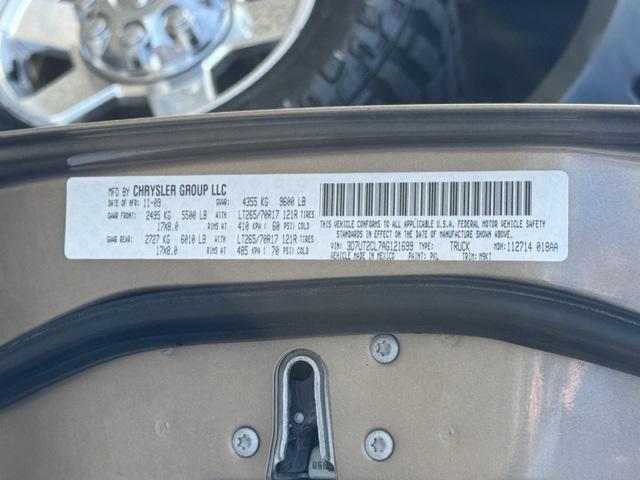 MFD BY CHRYSLER GROUP LLC
DATE OF MFR: 11-09 GVWR: 4355 KG 9600 LB
GAWR FRONT: 2495 KG 5500 LB WITH LT265/70R17 121R TIRES
17X8.0 RIMS AT 410 KPA ( 60 PSI) COLD
GAWR REAR: 2727 KG 6010 LB WITH LT265/70R17 121R TIRES
17X8.0 RIMS AT 485 KPA ( 70 PSI) COLD
THIS VEHICLE CONFORMS TO ALL APPLICABLE U.S.A. FEDERAL MOTOR VEHICLE SAFETY
STANDARDS IN EFFECT ON THE
DATE OF MANUFACTURE SHOWN ABOVE.
VIN: 3D7UT2CL7AG121699 TYPE: TRUCK MDH: 112714 018AA
VEHICLE MADE IN MEXICO PAINT: PKL TRIM: M9KT